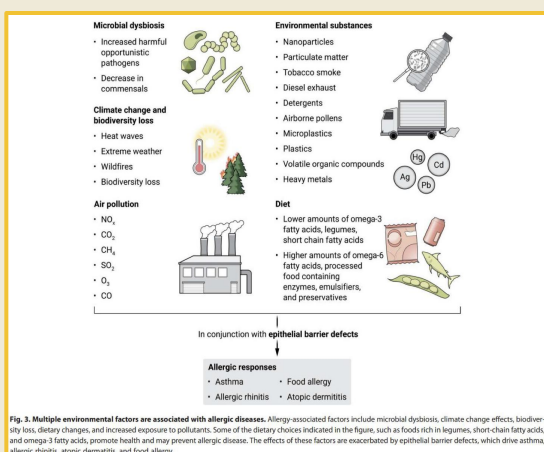 Microbial dysbiosis
• Increased harmful
opportunistic
pathogens
• Decrease in
commensals
Climate change and
biodiversity loss
• Heat waves
• Extreme weather
• Wildfires
• Biodiversity loss
Air pollution
• NOₓ
• CO₂
• CH₄
• SO₂
• O₃
• CO
Environmental substances
• Nanoparticles
• Particulate matter
• Tobacco smoke
• Diesel exhaust
• Detergents
• Airborne pollens
• Microplastics
• Plastics
• Volatile organic compounds
• Heavy metals
Hg
Cd
Ag
Pb
Diet
• Lower amounts of omega-3
fatty acids, legumes,
short chain fatty acids
• Higher amounts of omega-6
fatty acids, processed
food containing
enzymes, emulsifiers,
and preservatives
In conjunction with epithelial barrier defects
Allergic responses
• Asthma
• Food allergy
• Allergic rhinitis
• Atopic dermititis
Fig. 3. Multiple environmental factors are associated with allergic diseases. Allergy-associated factors include microbial dysbiosis, climate change effects, biodiver-
sity loss, dietary changes, and increased exposure to pollutants. Some of the dietary choices indicated in the figure, such as foods rich in legumes, short-chain fatty acids,
and omega-3 fatty acids, promote health and may prevent allergic disease. The effects of these factors are exacerbated by epithelial barrier defects, which drive asthma,
allergic rhinitis, atopic dermatitis, and food allergy.